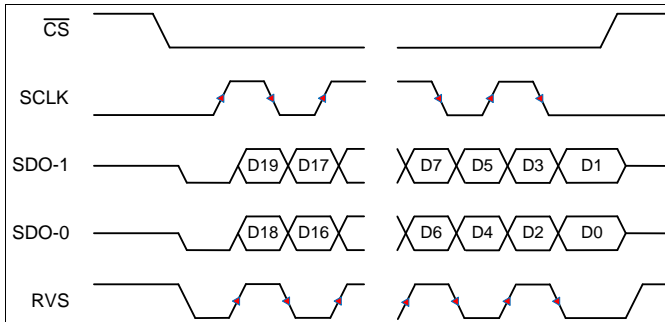 CS
SCLK
SDO-1 D19 D17 D7 D5 D3 D1
SDO-0 D18 D16 D6 D4 D2 D0
RVS